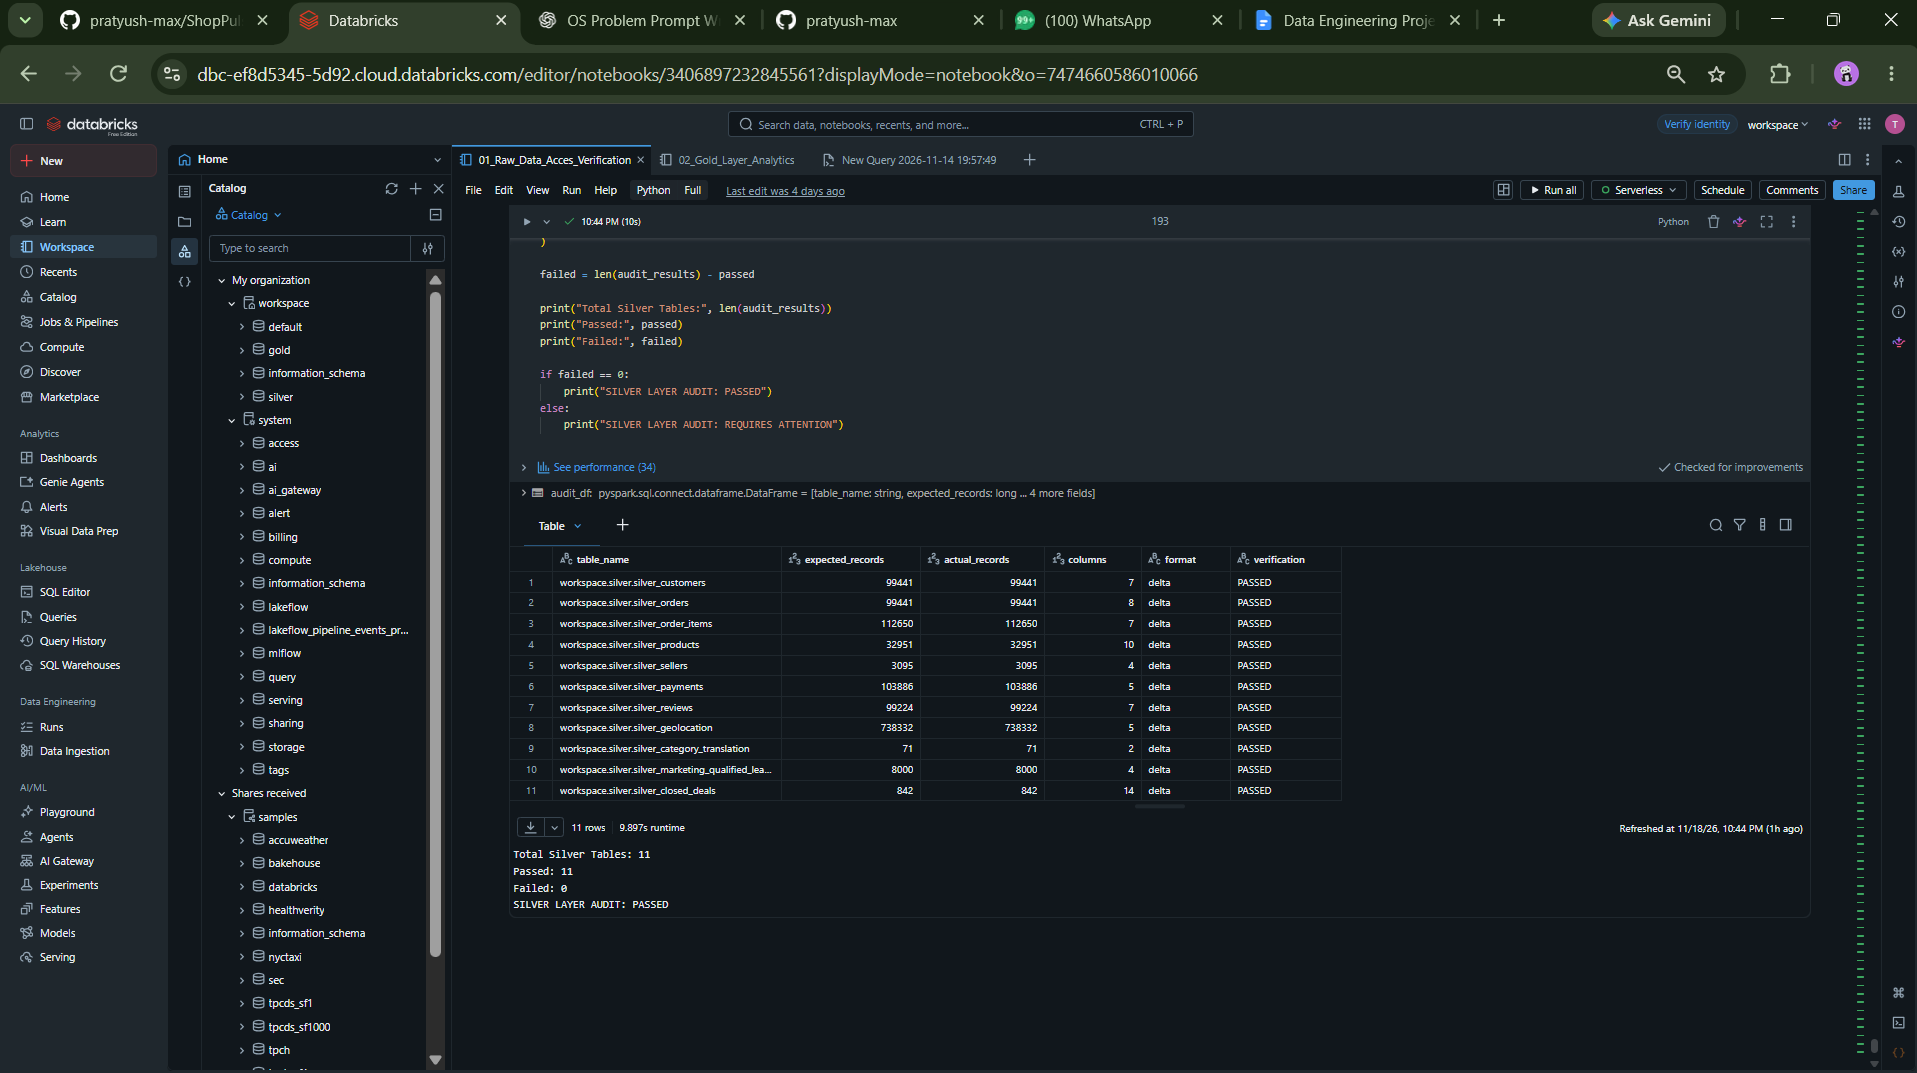 pratyush-max/ShopPul
Databricks
OS Problem Prompt W
pratyush-max
(100) WhatsApp
Data Engineering Proje
Ask Gemini
dbc-ef8d5345-5d92.cloud.databricks.com/editor/notebooks/3406897232845561?displayMode=notebook&o=7474660586010066
databricks
Free Edition
Search data, notebooks, recents, and more...
CTRL + P
Verify identity
workspace
T
New
Home
Learn
Workspace
Recents
Catalog
Jobs & Pipelines
Compute
Discover
Marketplace
Analytics
Dashboards
Genie Agents
Alerts
Visual Data Prep
Lakehouse
SQL Editor
Queries
Query History
SQL Warehouses
Data Engineering
Runs
Data Ingestion
AI/ML
Playground
Agents
AI Gateway
Experiments
Features
Models
Serving
Home
Catalog
Catalog
Type to search
My organization
workspace
default
gold
information_schema
silver
system
access
ai
ai_gateway
alert
billing
compute
information_schema
lakeflow
lakeflow_pipeline_events_pr...
mlflow
query
serving
sharing
storage
tags
Shares received
samples
accuweather
bakehouse
databricks
healthverity
information_schema
nyctaxi
sec
tpcds_sf1
tpcds_sf1000
tpch
01_Raw_Data_Acces_Verification
02_Gold_Layer_Analytics
New Query 2026-11-14 19:57:49
File Edit View Run Help Python Full Last edit was 4 days ago
Run all Serverless Schedule Comments Share
10:44 PM (10s)
193
Python
)
failed = len(audit_results) - passed
print("Total Silver Tables:", len(audit_results))
print("Passed:", passed)
print("Failed:", failed)
if failed == 0:
print("SILVER LAYER AUDIT: PASSED")
else:
print("SILVER LAYER AUDIT: REQUIRES ATTENTION")
See performance (34)
Checked for improvements
audit_df: pyspark.sql.connect.dataframe.DataFrame = [table_name: string, expected_records: long ... 4 more fields]
Table
table_name expected_records actual_records columns format verification
1 workspace.silver.silver_customers 99441 99441 7 delta PASSED
2 workspace.silver.silver_orders 99441 99441 8 delta PASSED
3 workspace.silver.silver_order_items 112650 112650 7 delta PASSED
4 workspace.silver.silver_products 32951 32951 10 delta PASSED
5 workspace.silver.silver_sellers 3095 3095 4 delta PASSED
6 workspace.silver.silver_payments 103886 103886 5 delta PASSED
7 workspace.silver.silver_reviews 99224 99224 7 delta PASSED
8 workspace.silver.silver_geolocation 738332 738332 5 delta PASSED
9 workspace.silver.silver_category_translation 71 71 2 delta PASSED
10 workspace.silver.silver_marketing_qualified_lea... 8000 8000 4 delta PASSED
11 workspace.silver.silver_closed_deals 842 842 14 delta PASSED
11 rows 9.897s runtime
Refreshed at 11/18/26, 10:44 PM (1h ago)
Total Silver Tables: 11
Passed: 11
Failed: 0
SILVER LAYER AUDIT: PASSED